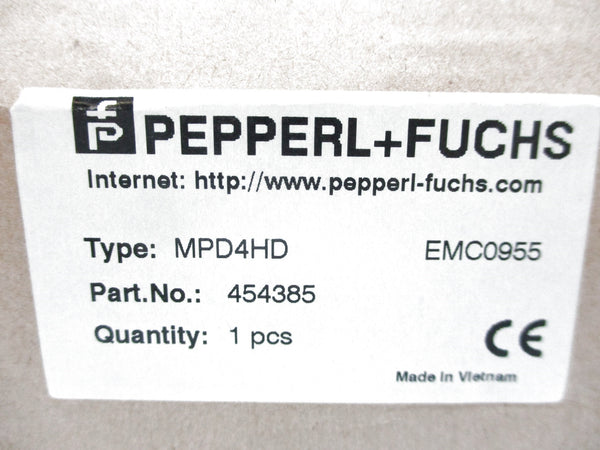 PEPPERL+FUCHS
Internet: http://www.pepperl-fuchs.com
Type: MPD4HD EMC0955
Part.No.: 454385
Quantity: 1 pcs
CE
Made in Vietnam